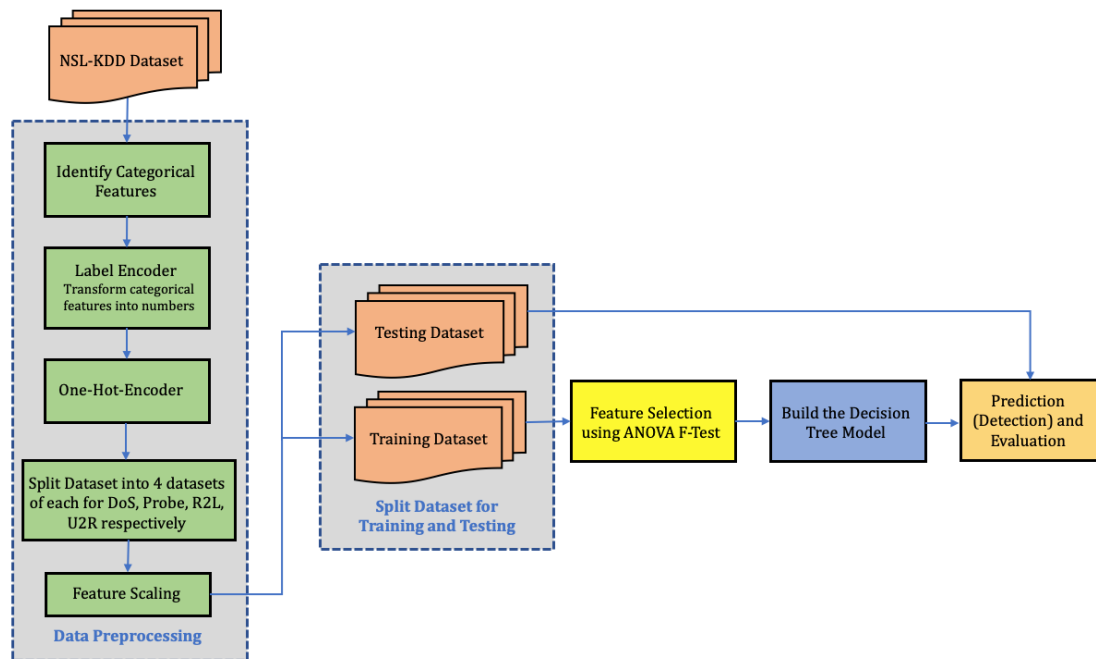 NSL-KDD Dataset
Identify Categorical
Features
Label Encoder
Transform categorical
features into numbers
One-Hot-Encoder
Split Dataset into 4 datasets
of each for DoS, Probe, R2L,
U2R respectively
Feature Scaling
Data Preprocessing
Testing Dataset
Training Dataset
Split Dataset for
Training and Testing
Feature Selection
using ANOVA F-Test
Build the Decision
Tree Model
Prediction
(Detection) and
Evaluation